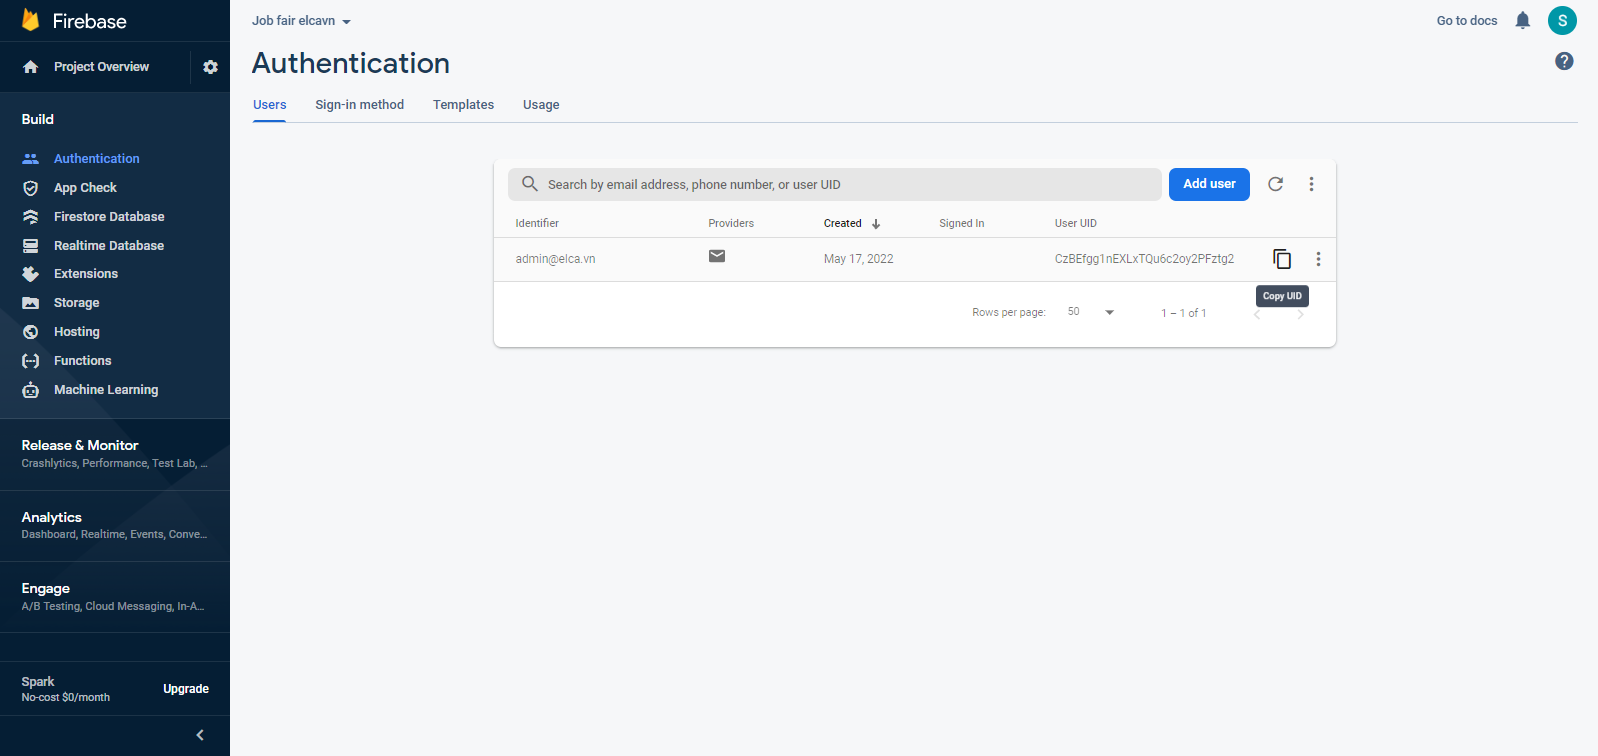 Firebase
Project Overview
Build
Authentication
App Check
Firestore Database
Realtime Database
Extensions
Storage
Hosting
Functions
Machine Learning
Release & Monitor
Crashlytics, Performance, Test Lab, ...
Analytics
Dashboard, Realtime, Events, Conve...
Engage
A/B Testing, Cloud Messaging, In-A...
Spark
No-cost $0/month
Upgrade
Job fair elcavn
Go to docs
S
Authentication
?
Users Sign-in method Templates Usage
Search by email address, phone number, or user UID
Add user
Identifier Providers Created Signed In User UID
admin@elca.vn May 17, 2022 CzBEfgg1nEXLxTQu6c2oy2PFztg2
Copy UID
Rows per page: 50 1 – 1 of 1